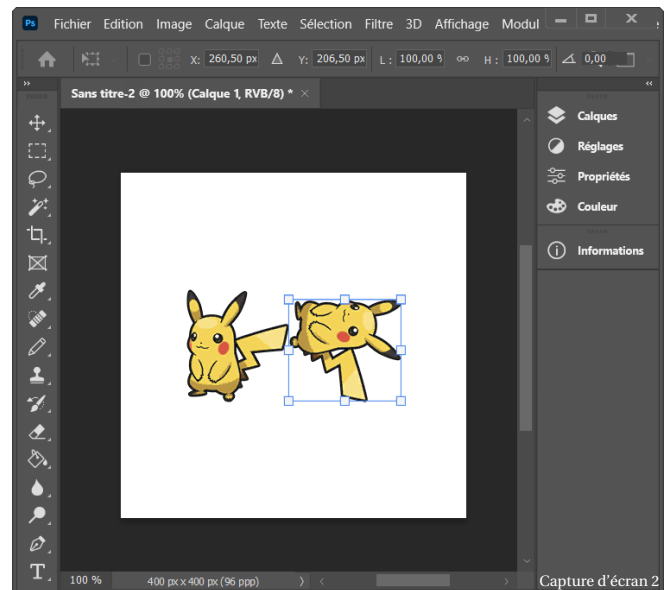 Ps Fichier Edition Image Calque Texte Sélection Filtre 3D Affichage Modul
X: 260,50 px Y: 206,50 px L : 100,00 % H : 100,00 % 0,00
Sans titre-2 @ 100% (Calque 1, RVB/8) * ×
Calques
Réglages
Propriétés
Couleur
Informations
T
100 % 400 px x 400 px (96 ppp)
Capture d'écran 2